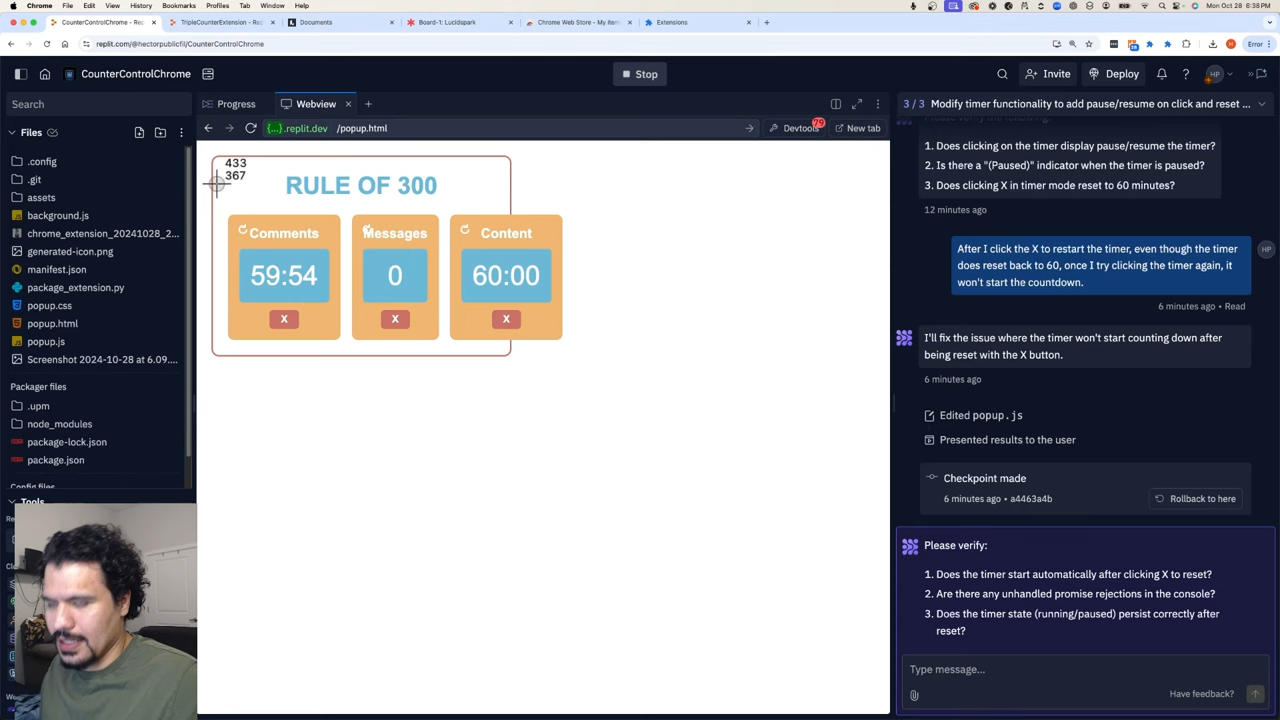 Chrome File Edit View History Bookmarks Profiles Tab Window Help
Mon Oct 28 6:38 PM
CounterControlChrome – Rep
TripleCounterExtension – Rep
Documents
Board-1: Lucidspark
Chrome Web Store - My item
Extensions
replit.com/@hectorpublicfil/CounterControlChrome
Error
CounterControlChrome
Stop
Invite
Deploy
HP
Search
Progress
Webview
3 / 3 Modify timer functionality to add pause/resume on click and reset ...
Files
{...}.replit.dev /popup.html
Devtools
79
New tab
.config
.git
assets
background.js
chrome_extension_20241028_2...
generated-icon.png
manifest.json
package_extension.py
popup.css
popup.html
popup.js
Screenshot 2024-10-28 at 6.09....
Packager files
.upm
node_modules
package-lock.json
package.json
Config files
Tools
433
367
RULE OF 300
Comments
Messages
Content
59:54
0
60:00
X
X
X
Please verify the following:
1. Does clicking on the timer display pause/resume the timer?
2. Is there a "(Paused)" indicator when the timer is paused?
3. Does clicking X in timer mode reset to 60 minutes?
12 minutes ago
After I click the X to restart the timer, even though the timer
does reset back to 60, once I try clicking the timer again, it
won't start the countdown.
HP
6 minutes ago • Read
I'll fix the issue where the timer won't start counting down after
being reset with the X button.
6 minutes ago
Edited popup.js
Presented results to the user
Checkpoint made
6 minutes ago • a4463a4b
Rollback to here
Please verify:
1. Does the timer start automatically after clicking X to reset?
2. Are there any unhandled promise rejections in the console?
3. Does the timer state (running/paused) persist correctly after
reset?
Type message...
Have feedback?